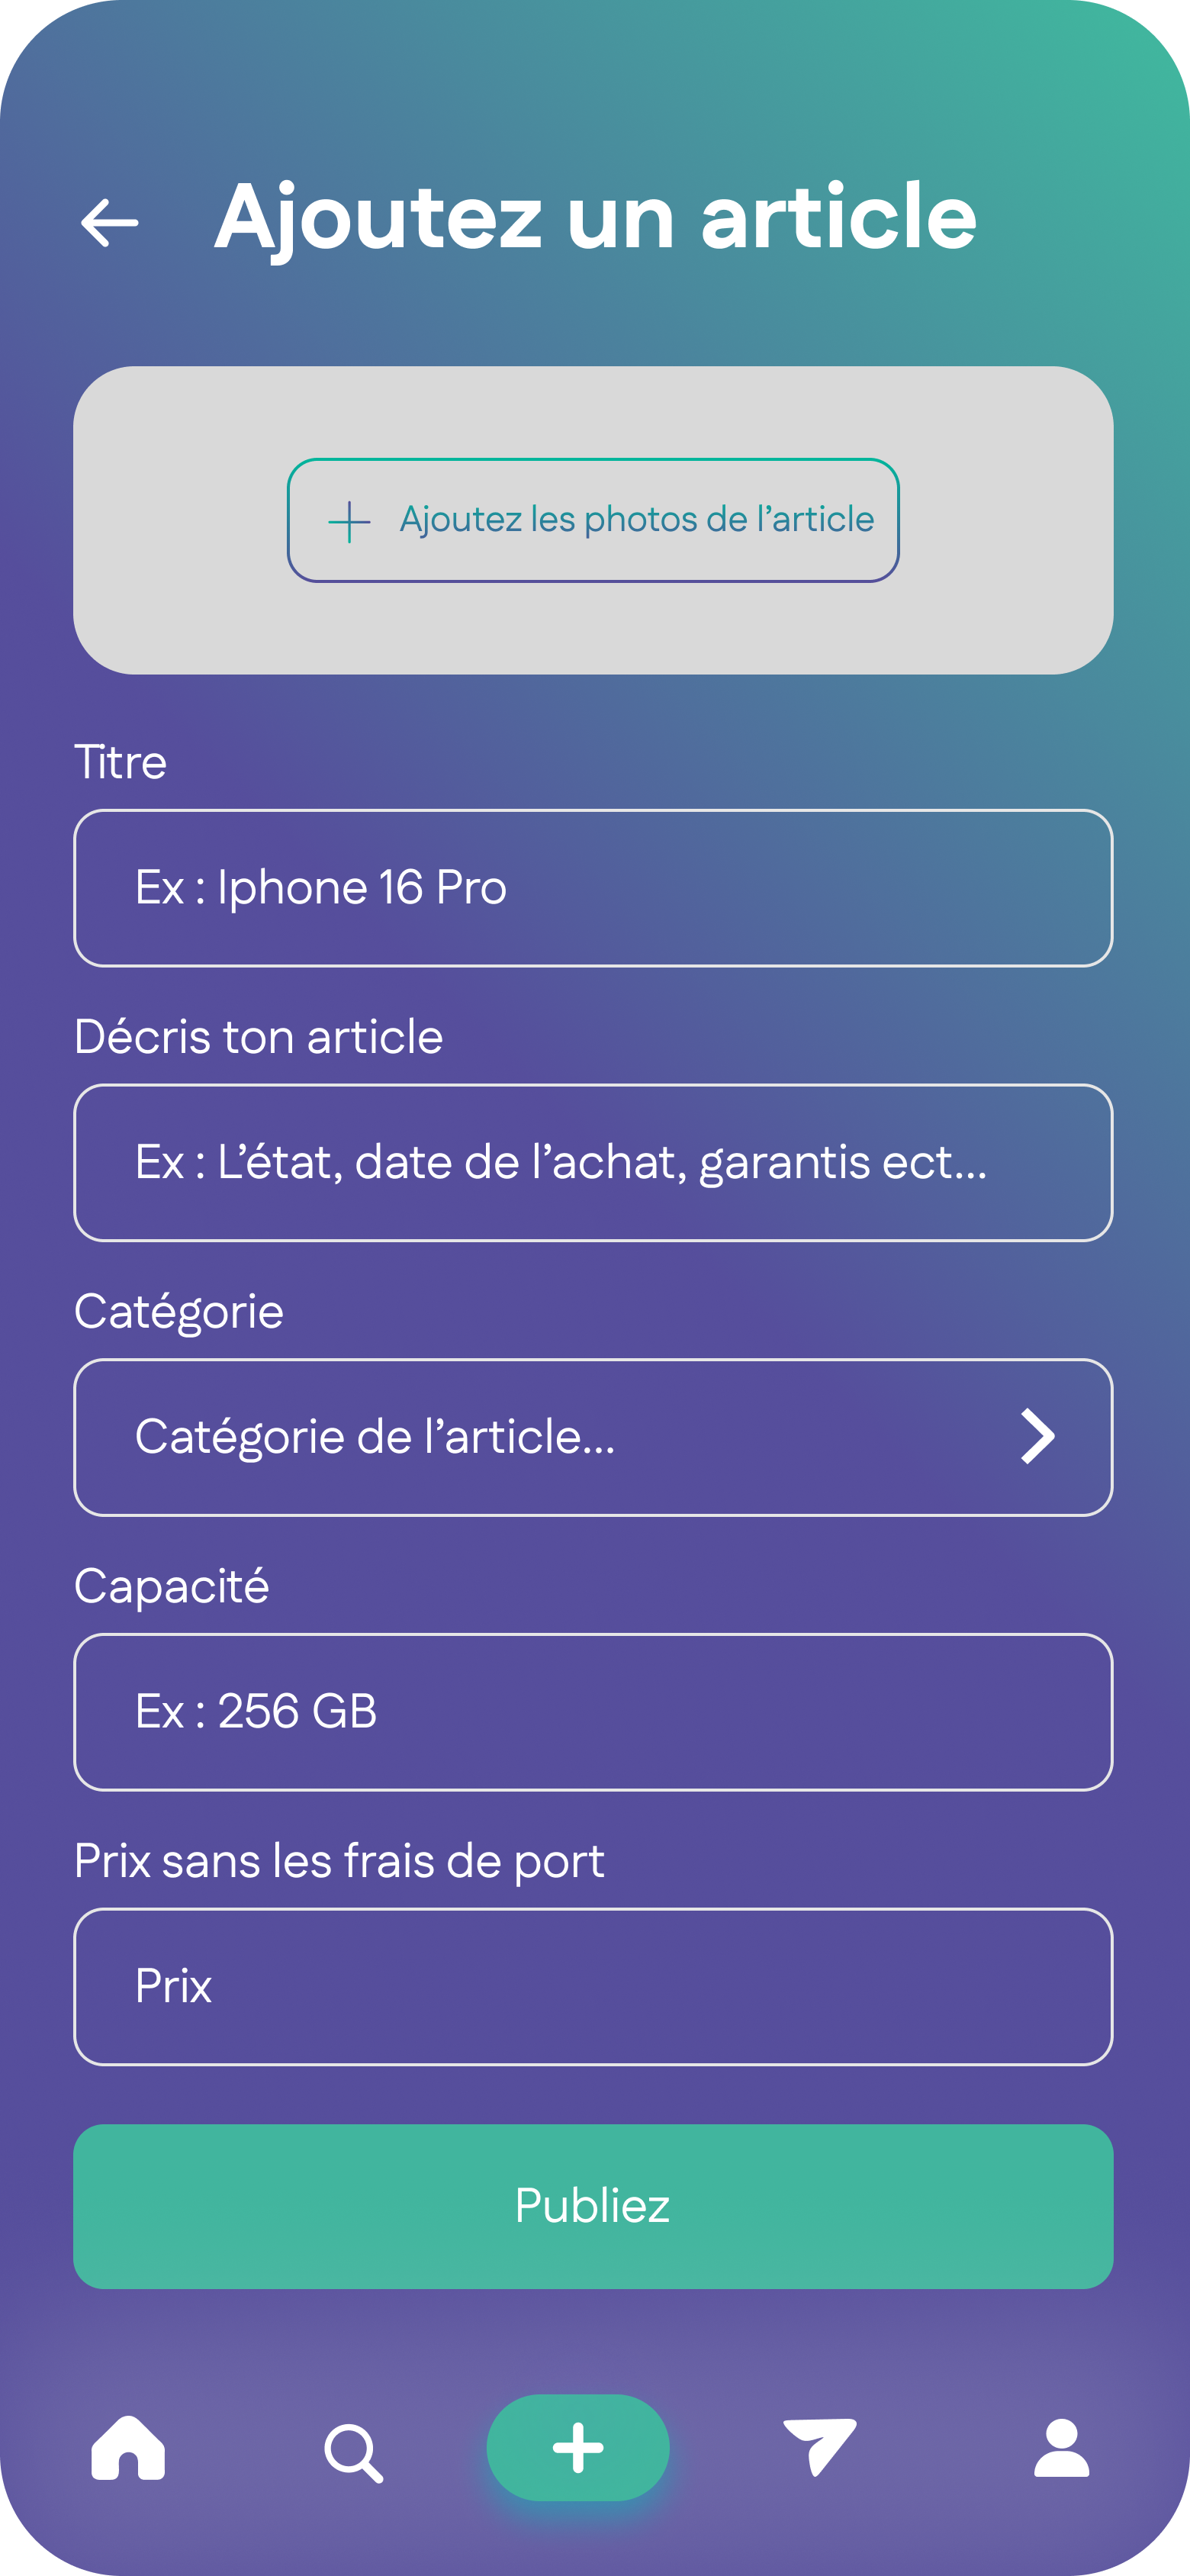 Ajoutez un article
Ajoutez les photos de l’article
Titre
Ex : Iphone 16 Pro
Décris ton article
Ex : L’état, date de l’achat, garantis ect...
Catégorie
Catégorie de l’article...
Capacité
Ex : 256 GB
Prix sans les frais de port
Prix
Publiez